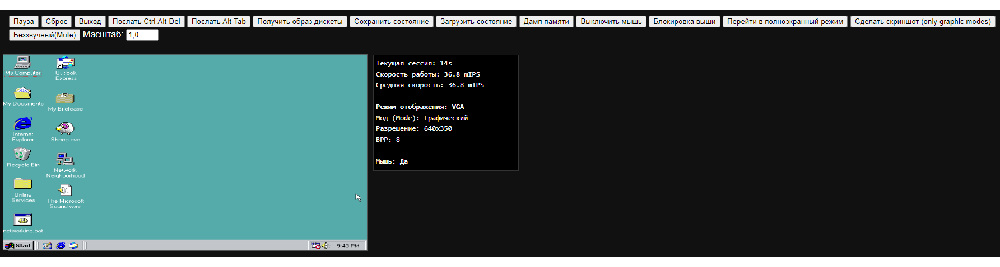 Пауза Сброс Выход Послать Ctrl-Alt-Del Послать Alt-Tab Получить образ дискеты Сохранить состояние Загрузить состояние Дамп памяти Выключить мышь Блокировка выши Перейти в полноэкранный режим Сделать скриншот (only graphic modes)
Беззвучный(Mute) Масштаб: 1,0
My Computer
Outlook
Express
My Documents
My Briefcase
Internet
Explorer
Sheep.exe
Recycle Bin
Network
Neighborhood
Online
Services
The Microsoft
Sound.wav
networking.bat
Start
9:43 PM
Текущая сессия: 14s
Скорость работы: 36.8 mIPS
Средняя скорость: 36.8 mIPS
Режим отображения: VGA
Мод (Mode): Графический
Разрешение: 640x350
BPP: 8
Мышь: Да